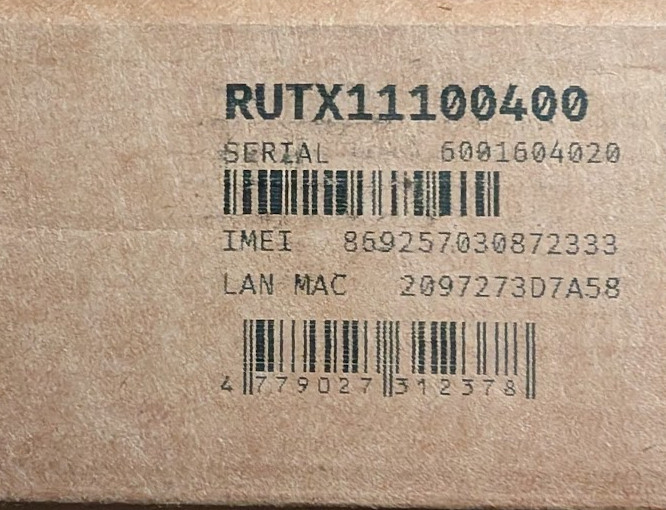 RUTX11100400
SERIAL 6001604020
IMEI 869257030872333
LAN MAC 2097273D7A58
4 779027 312378